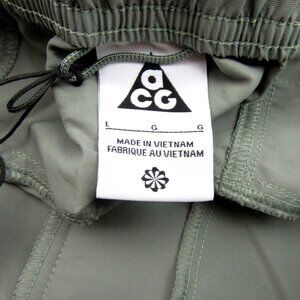 acG
L G G
MADE IN VIETNAM
FABRIQUE AU VIETNAM